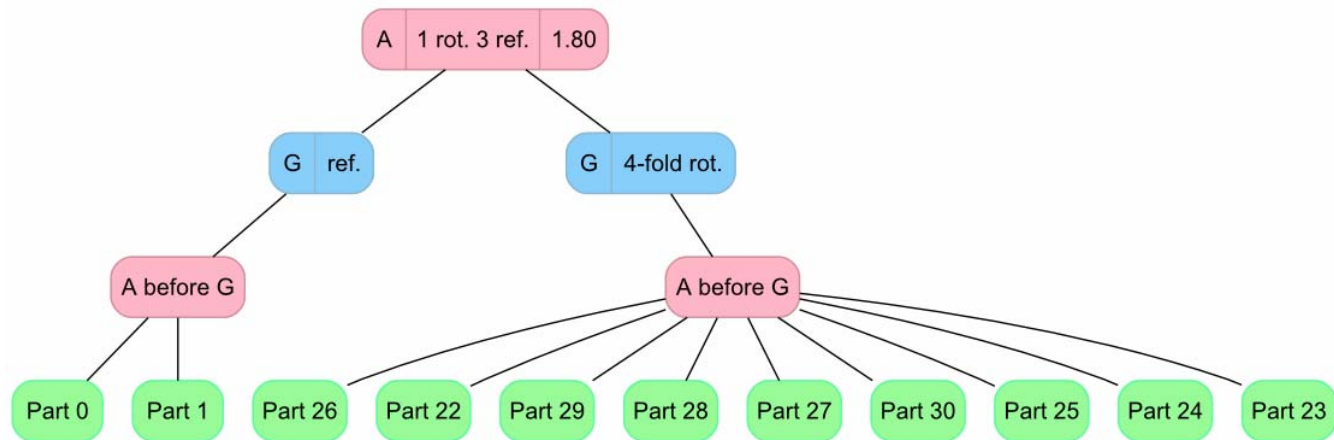 A 1 rot. 3 ref. 1.80
G ref.
G 4-fold rot.
A before G
A before G
Part 0
Part 1
Part 26
Part 22
Part 29
Part 28
Part 27
Part 30
Part 25
Part 24
Part 23